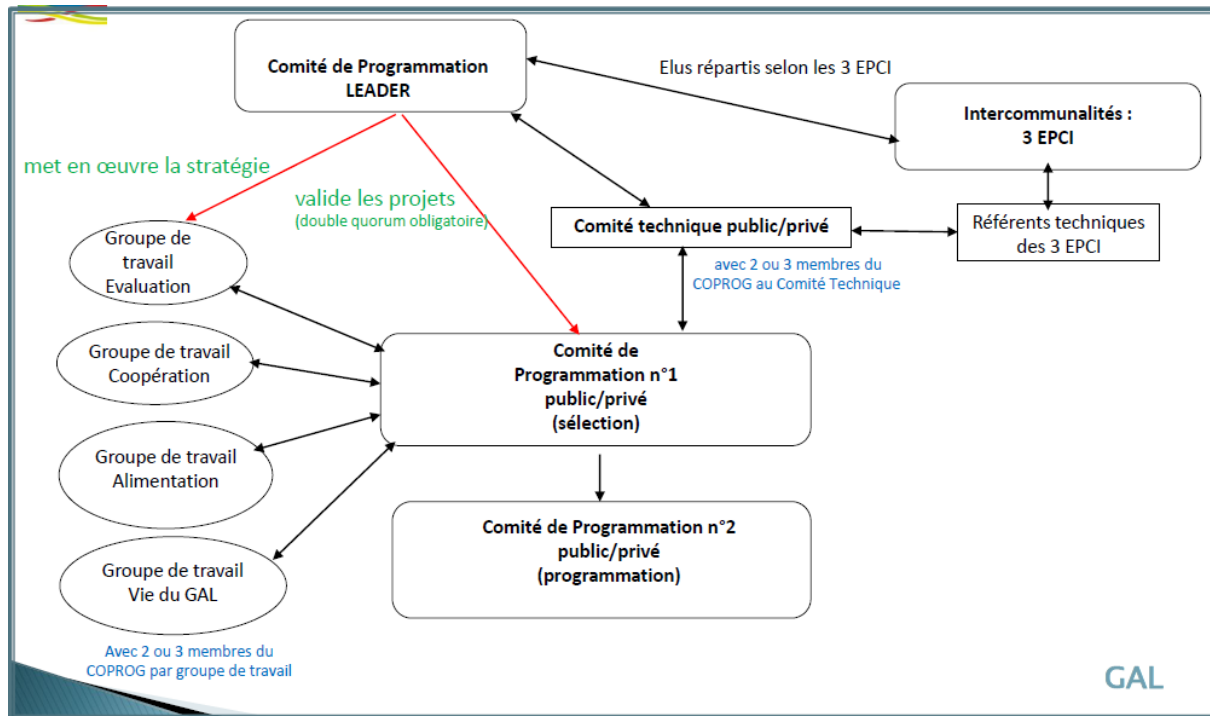 Comité de Programmation
LEADER
Elus répartis selon les 3 EPCI
Intercommunalités :
3 EPCI
met en œuvre la stratégie
valide les projets
(double quorum obligatoire)
Comité technique public/privé
Référents techniques
des 3 EPCI
avec 2 ou 3 membres du
COPROG au Comité Technique
Groupe de
travail
Evaluation
Groupe de travail
Coopération
Groupe de travail
Alimentation
Groupe de travail
Vie du GAL
Avec 2 ou 3 membres du
COPROG par groupe de travail
Comité de
Programmation n°1
public/privé
(sélection)
Comité de Programmation n°2
public/privé
(programmation)
GAL